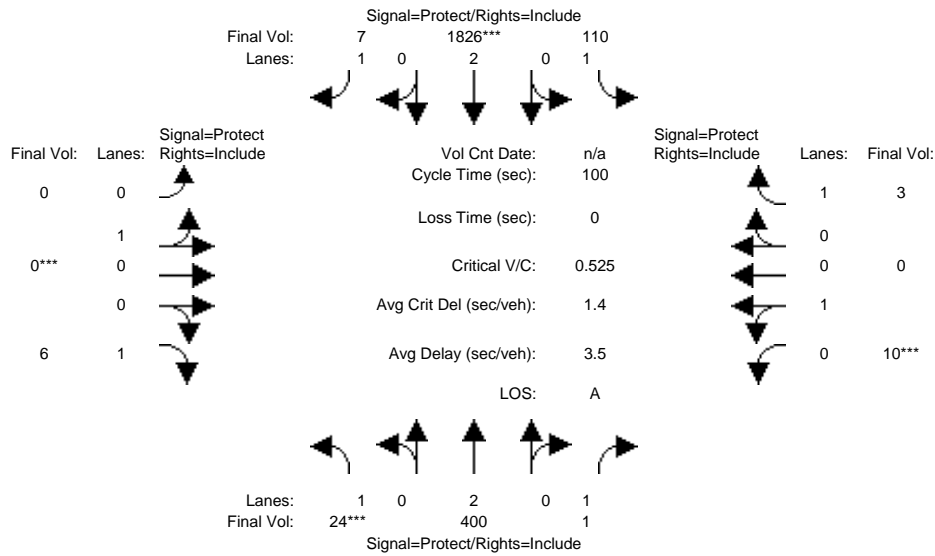 Signal=Protect/Rights=Include
Final Vol: 7 1826*** 110
Lanes: 1 0 2 0 1
Signal=Protect Signal=Protect
Final Vol: Lanes: Rights=Include Vol Cnt Date: n/a Rights=Include Lanes: Final Vol:
Cycle Time (sec): 100
0 0 1 3
Loss Time (sec): 0
1 0
0*** 0 Critical V/C: 0.525 0 0
0 Avg Crit Del (sec/veh): 1.4 1
6 1 Avg Delay (sec/veh): 3.5 0 10***
LOS: A
Lanes: 1 0 2 0 1
Final Vol: 24*** 400 1
Signal=Protect/Rights=Include